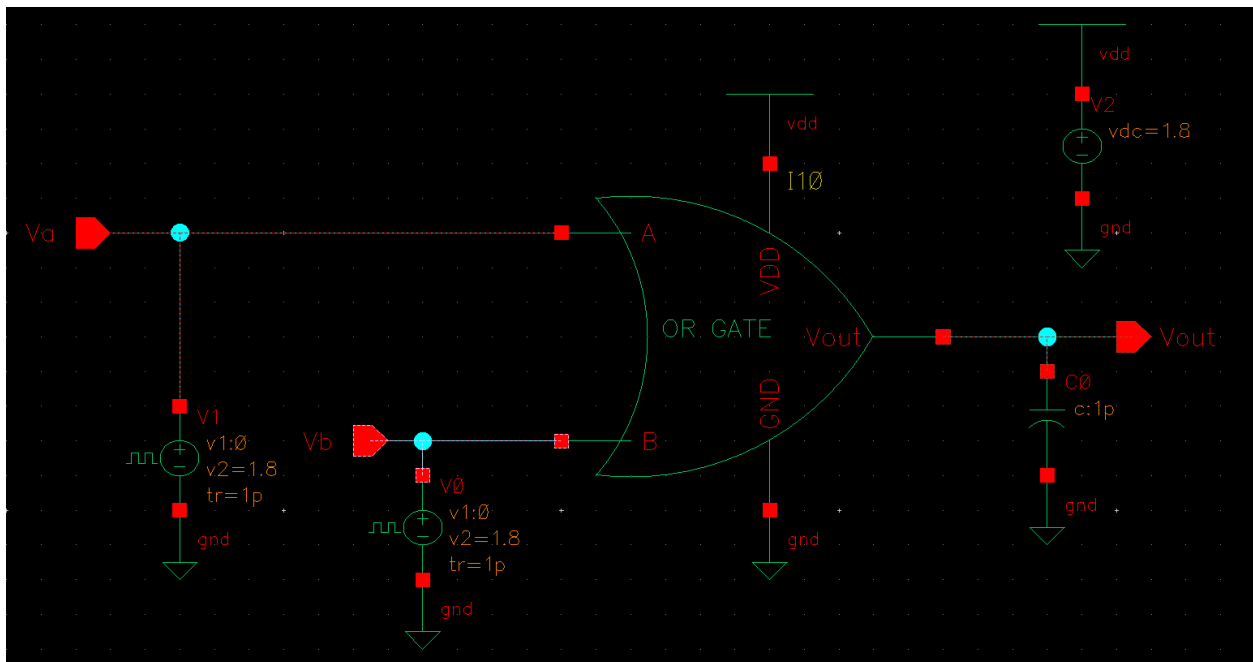 vdd
V2
vdc=1.8
gnd
vdd
I10
Va
A
VDD
OR GATE
Vout
Vout
GND
C0
c:1p
gnd
V1
v1:0
v2=1.8
tr=1p
gnd
Vb
B
V0
v1:0
v2=1.8
tr=1p
gnd
gnd